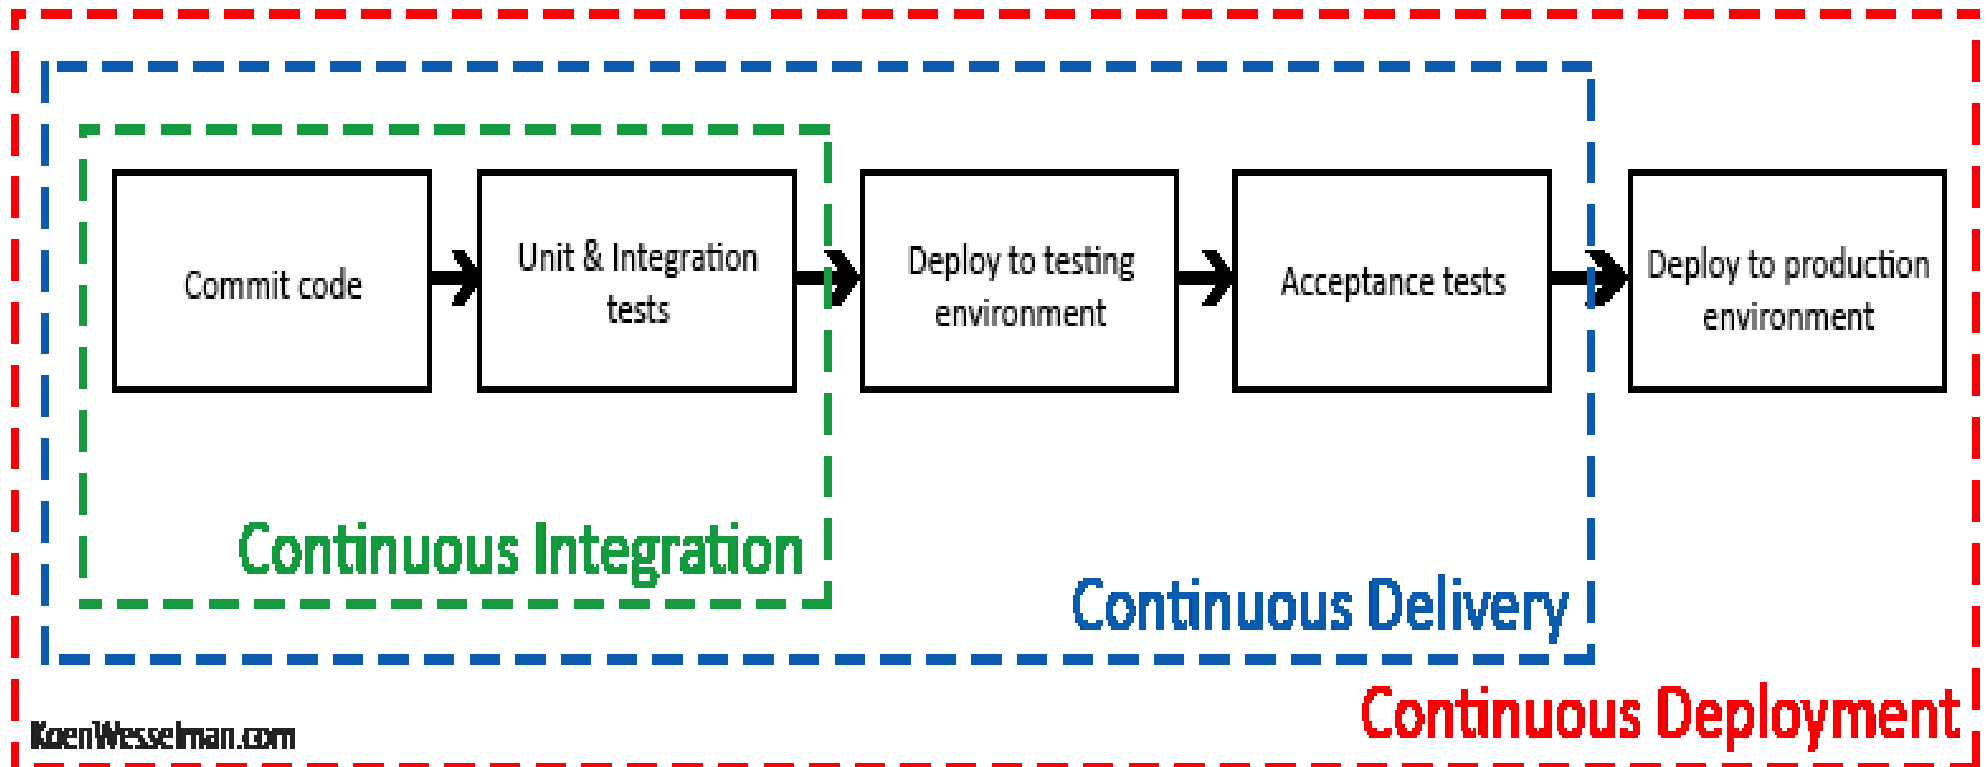 Commit code
Unit & Integration
tests
Deploy to testing
environment
Acceptance tests
Deploy to production
environment
Continuous Integration
Continuous Delivery
Continuous Deployment
KoenWesselman.com